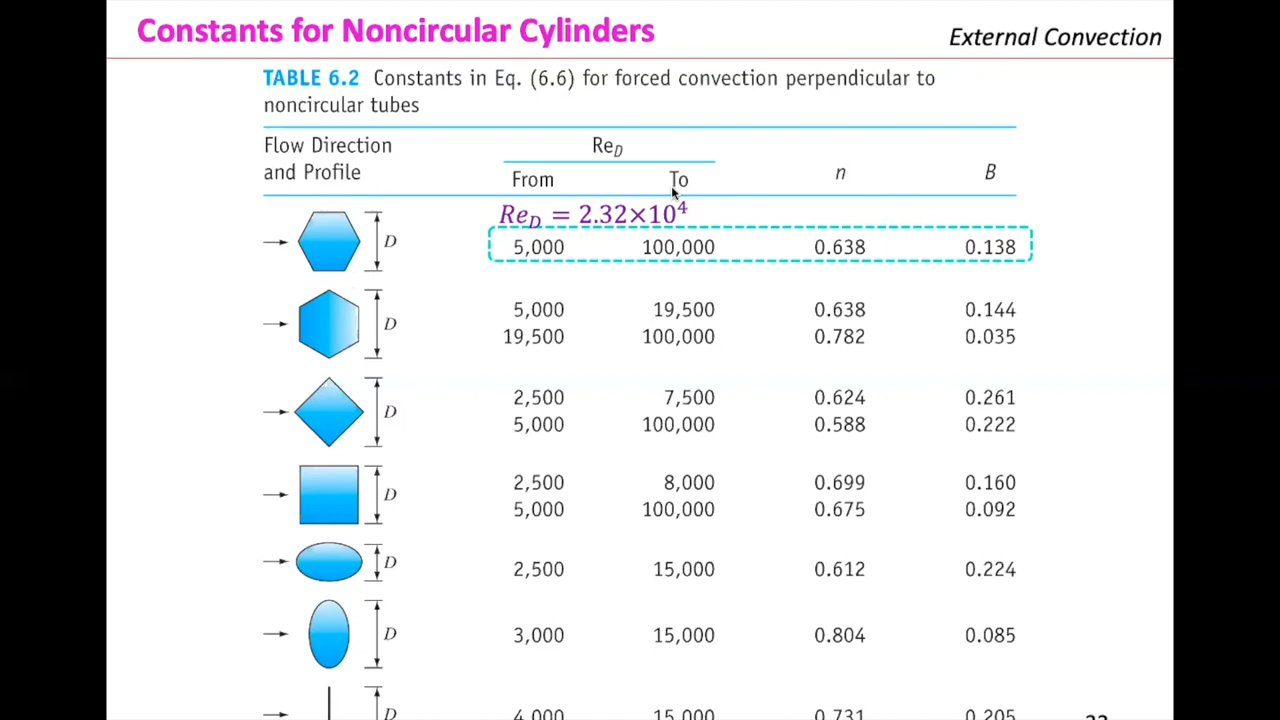 Constants for Noncircular Cylinders
External Convection
TABLE 6.2 Constants in Eq. (6.6) for forced convection perpendicular to
noncircular tubes
Flow Direction
and Profile
Re_D
From To n B
Re_D = 2.32×10⁴
D 5,000 100,000 0.638 0.138
D 5,000 19,500 0.638 0.144
19,500 100,000 0.782 0.035
D 2,500 7,500 0.624 0.261
5,000 100,000 0.588 0.222
D 2,500 8,000 0.699 0.160
5,000 100,000 0.675 0.092
D 2,500 15,000 0.612 0.224
D 3,000 15,000 0.804 0.085
D 4,000 15,000 0.731 0.205